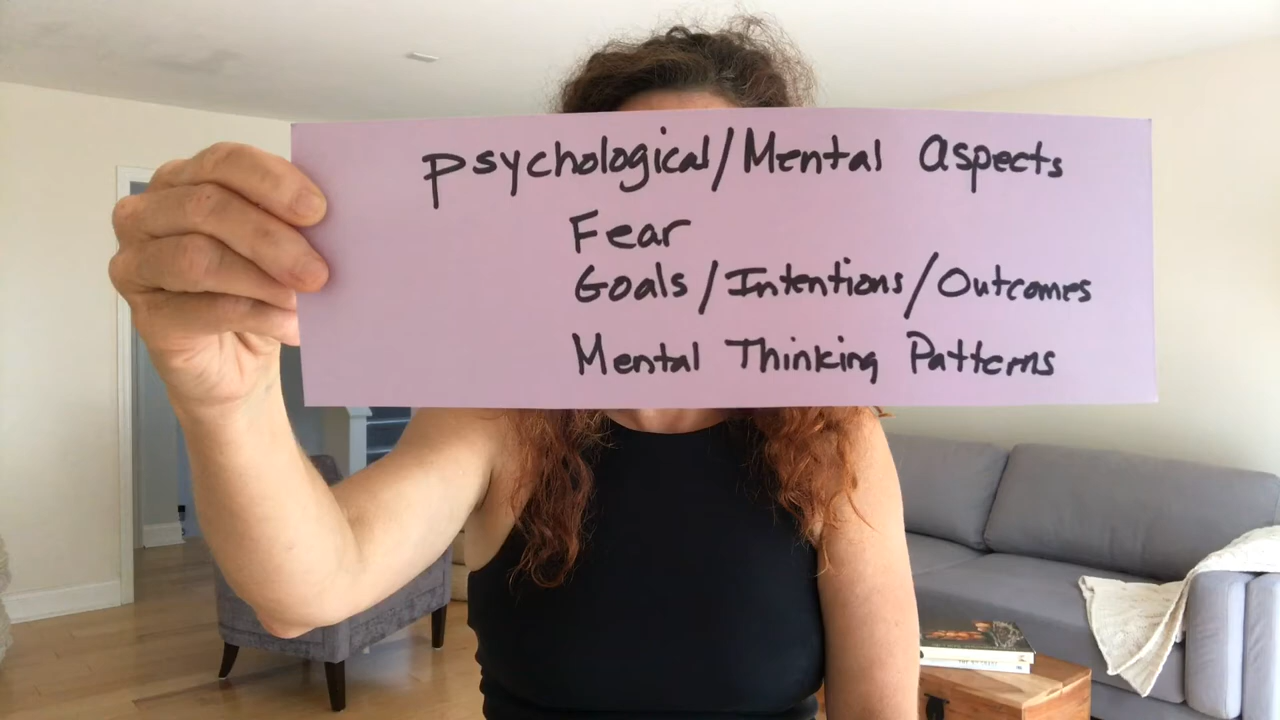 Psychological/Mental Aspects
Fear
Goals/Intentions/Outcomes
Mental Thinking Patterns